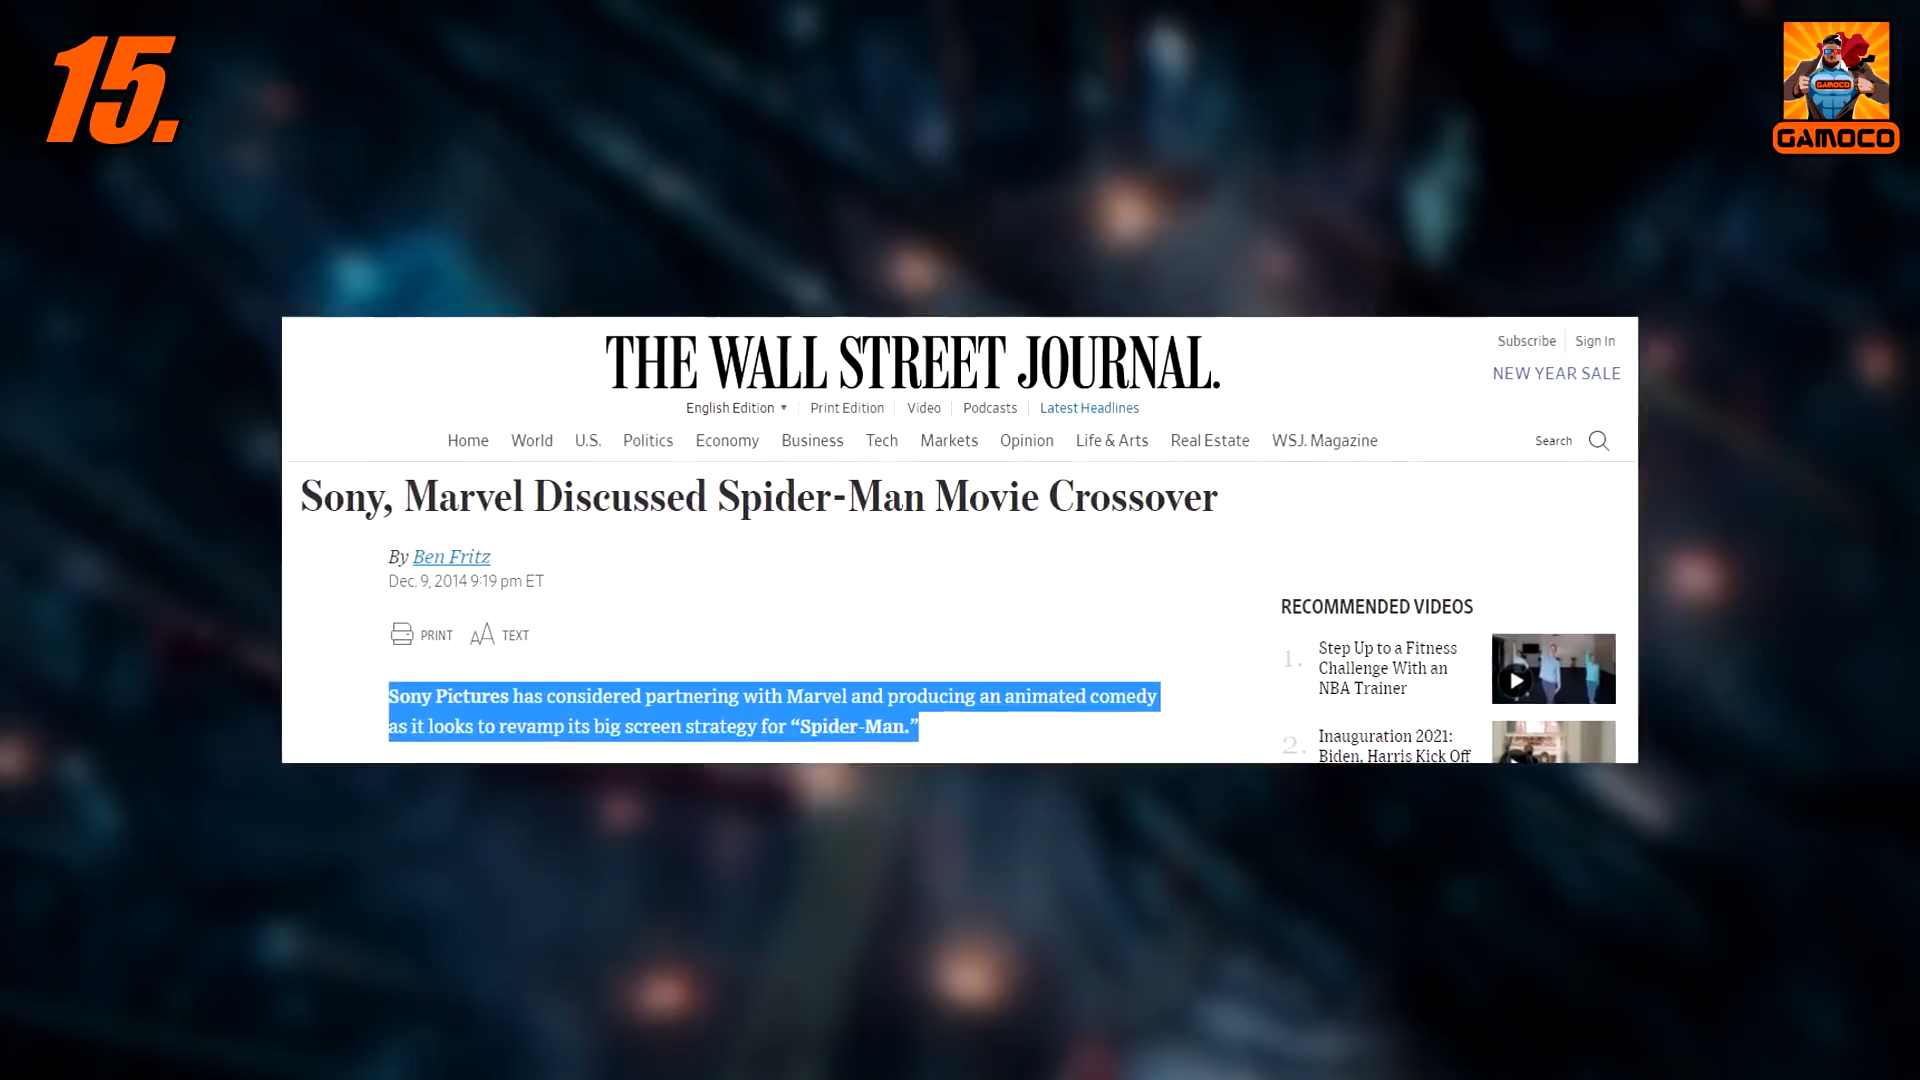 15.
GAMOCO
GAMOCO
THE WALL STREET JOURNAL.
Subscribe Sign In
NEW YEAR SALE
English Edition Print Edition Video Podcasts Latest Headlines
Home World U.S. Politics Economy Business Tech Markets Opinion Life & Arts Real Estate WSJ. Magazine Search
Sony, Marvel Discussed Spider-Man Movie Crossover
By Ben Fritz
Dec. 9, 2014 9:19 pm ET
PRINT AA TEXT
Sony Pictures has considered partnering with Marvel and producing an animated comedy
as it looks to revamp its big screen strategy for “Spider-Man.”
RECOMMENDED VIDEOS
1.
Step Up to a Fitness
Challenge With an
NBA Trainer
2.
Inauguration 2021:
Biden, Harris Kick Off